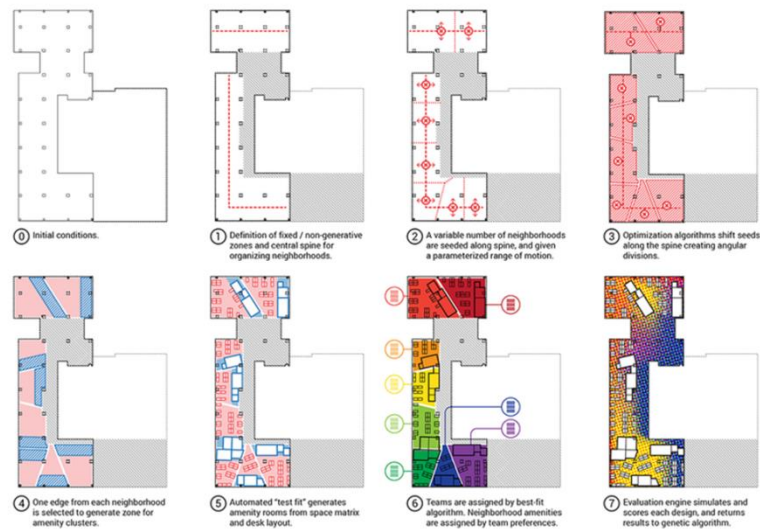 0 Initial conditions.
1 Definition of fixed / non-generative
zones and central spine for
organizing neighborhoods.
2 A variable number of neighborhoods
are seeded along spine, and given
a parameterized range of motion.
3 Optimization algorithms shift seeds
along the spine creating angular
divisions.
4 One edge from each neighborhood
is selected to generate zone for
amenity clusters.
5 Automated "test fit" generates
amenity rooms from space matrix
and desk layout.
6 Teams are assigned by best-fit
algorithm. Neighborhood amenities
are assigned by team preferences.
7 Evaluation engine simulates and
scores each design, and returns
results to genetic algorithm.